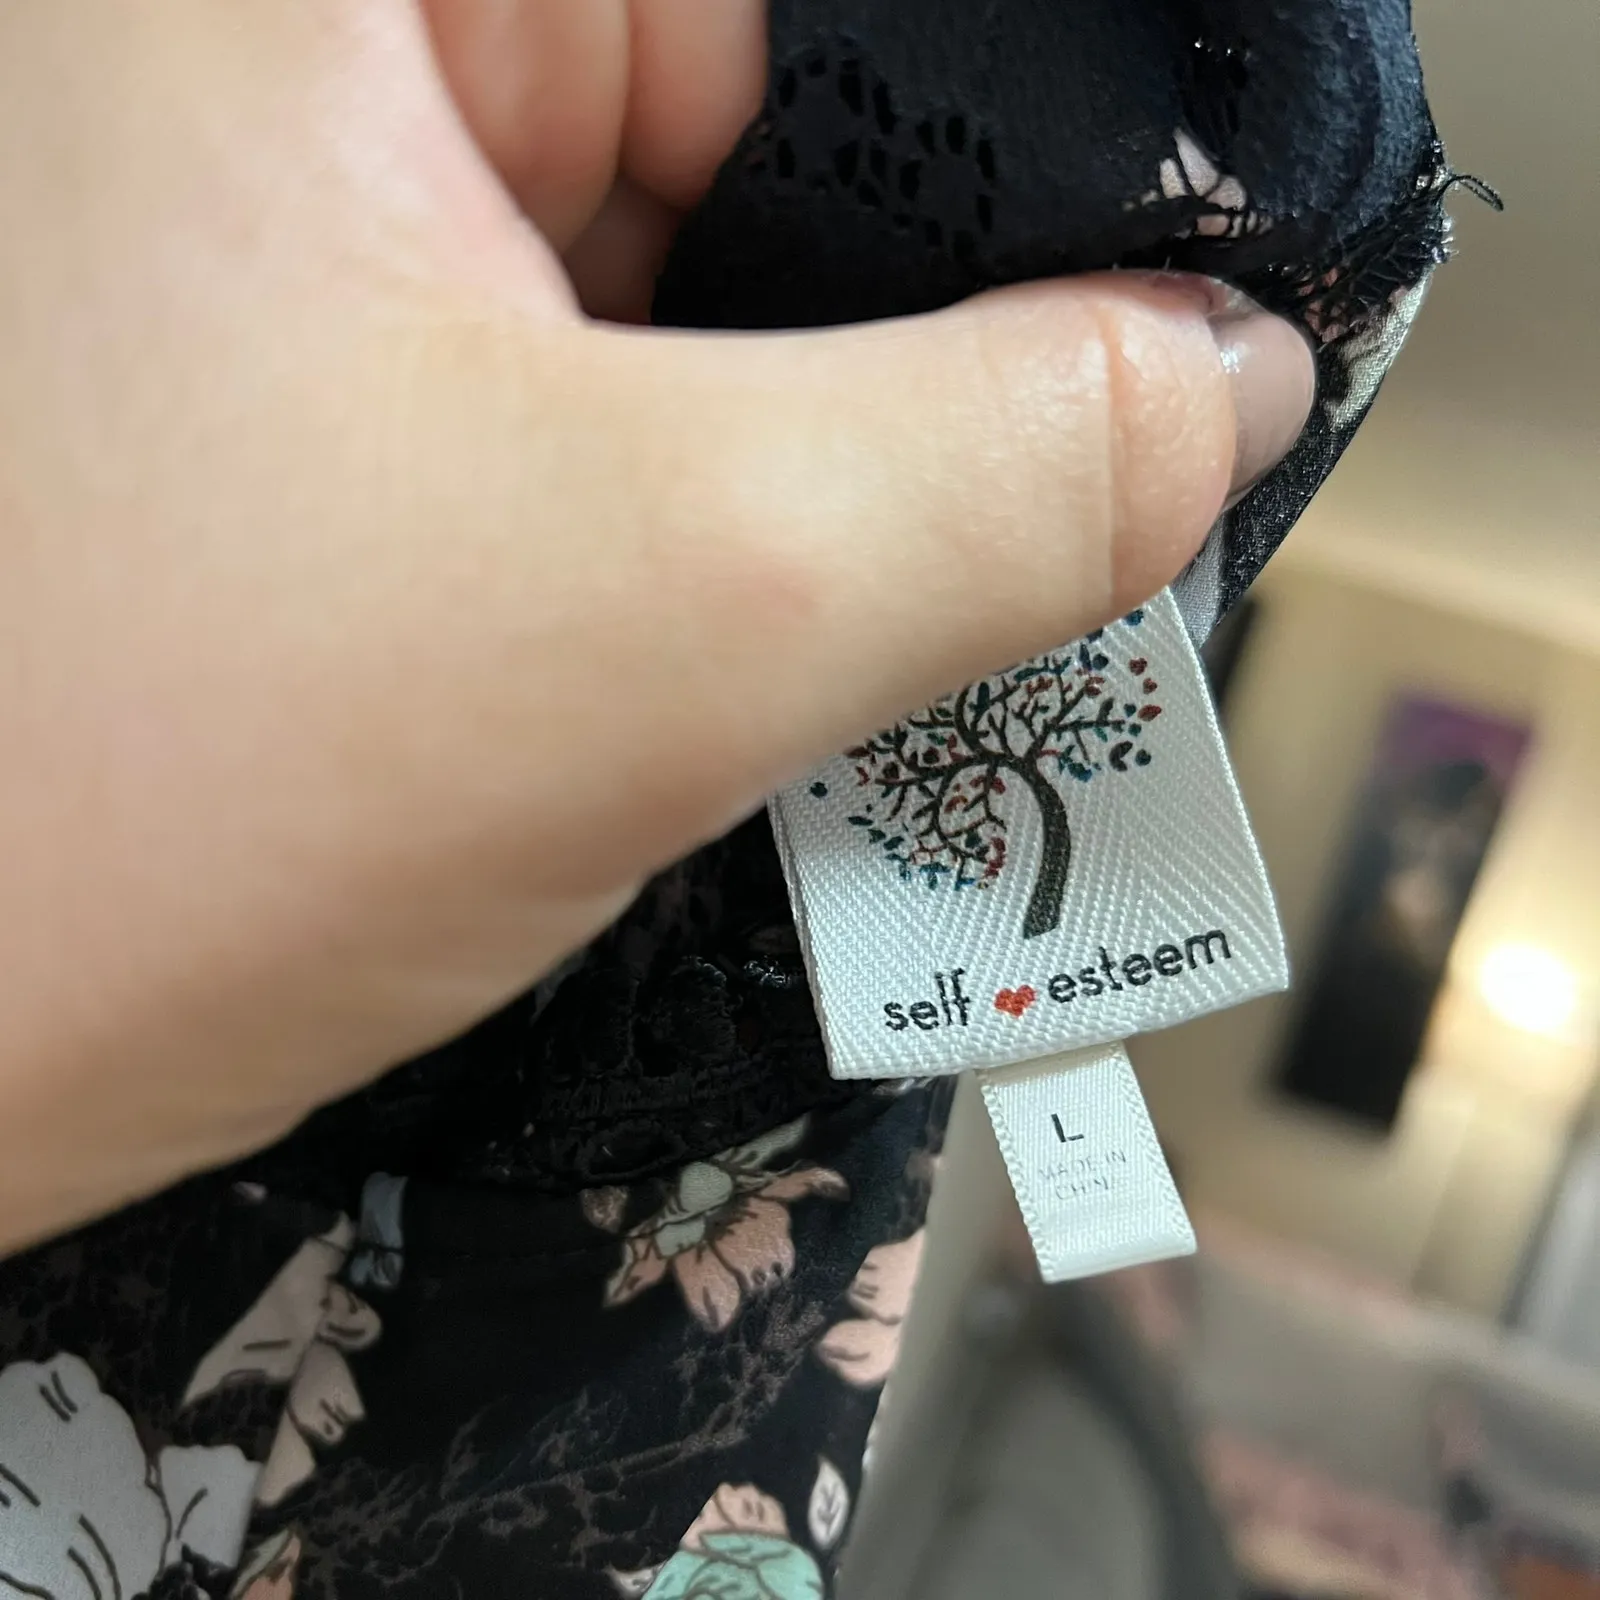 self ❤ esteem
L
MADE IN
CHINA